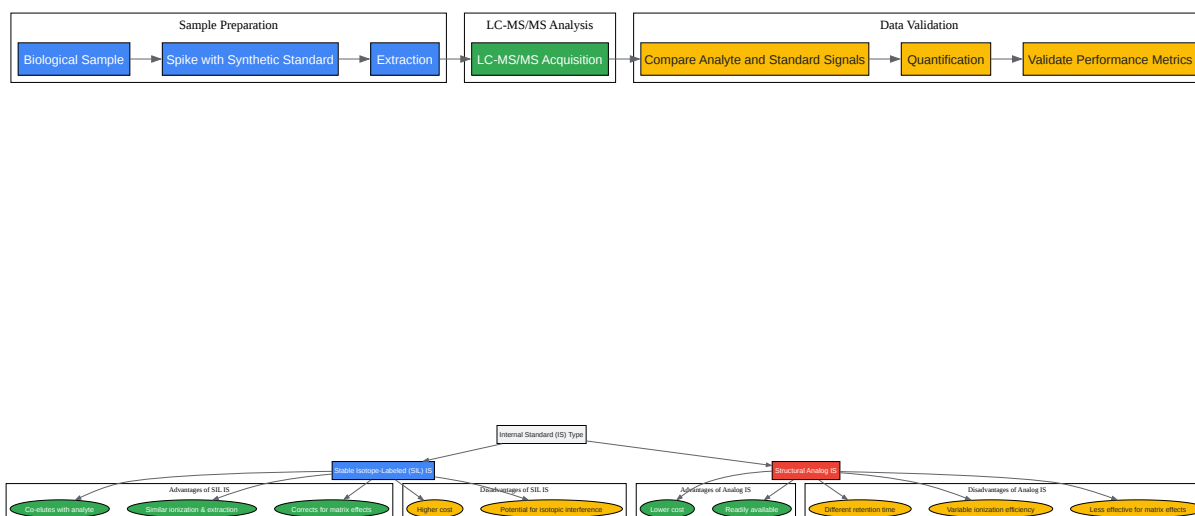 Sample Preparation
LC-MS/MS Analysis
Data Validation
Biological Sample
Spike with Synthetic Standard
Extraction
LC-MS/MS Acquisition
Compare Analyte and Standard Signals
Quantification
Validate Performance Metrics
Internal Standard (IS) Type
Stable Isotope-Labeled (SIL) IS
Structural Analog IS
Advantages of SIL IS
Disadvantages of SIL IS
Advantages of Analog IS
Disadvantages of Analog IS
Co-elutes with analyte
Similar ionization & extraction
Corrects for matrix effects
Higher cost
Potential for isotopic interference
Lower cost
Readily available
Different retention time
Variable ionization efficiency
Less effective for matrix effects